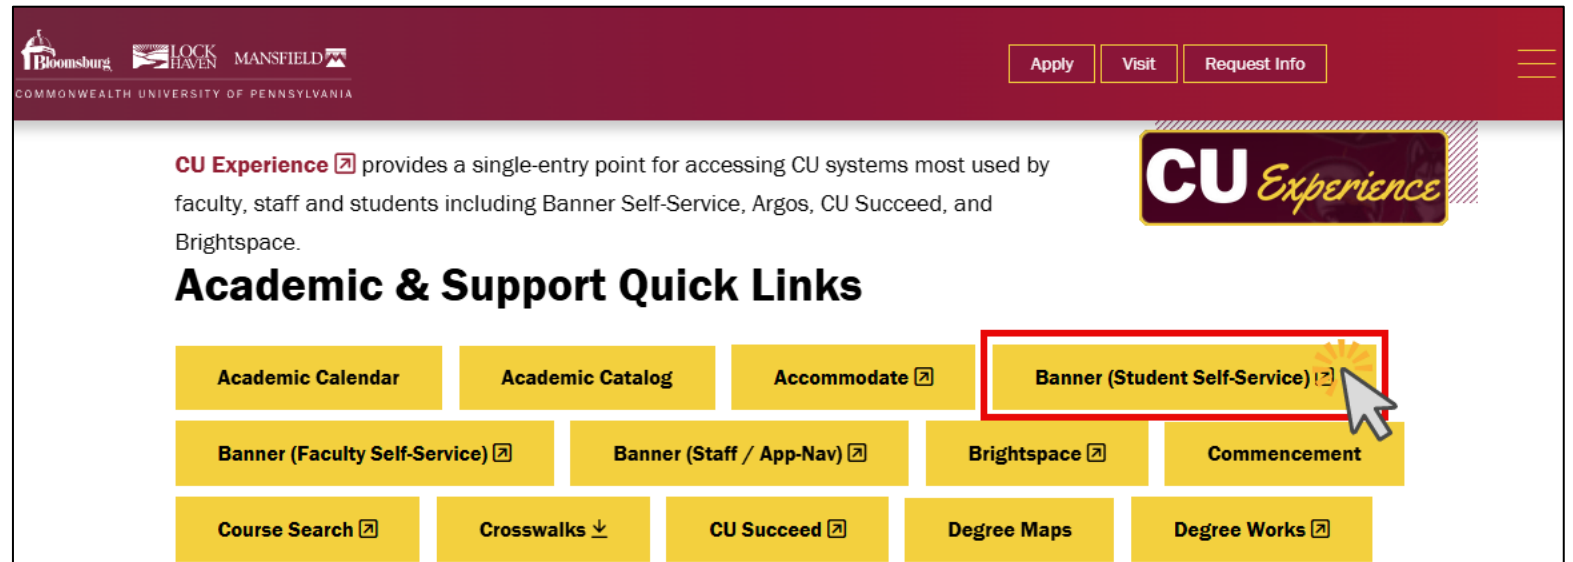 Bloomsburg LOCK HAVEN MANSFIELD
COMMONWEALTH UNIVERSITY OF PENNSYLVANIA
Apply Visit Request Info
CU Experience provides a single-entry point for accessing CU systems most used by
faculty, staff and students including Banner Self-Service, Argos, CU Succeed, and
Brightspace.
CU Experience
Academic & Support Quick Links
Academic Calendar Academic Catalog Accommodate Banner (Student Self-Service)
Banner (Faculty Self-Service) Banner (Staff / App-Nav) Brightspace Commencement
Course Search Crosswalks CU Succeed Degree Maps Degree Works